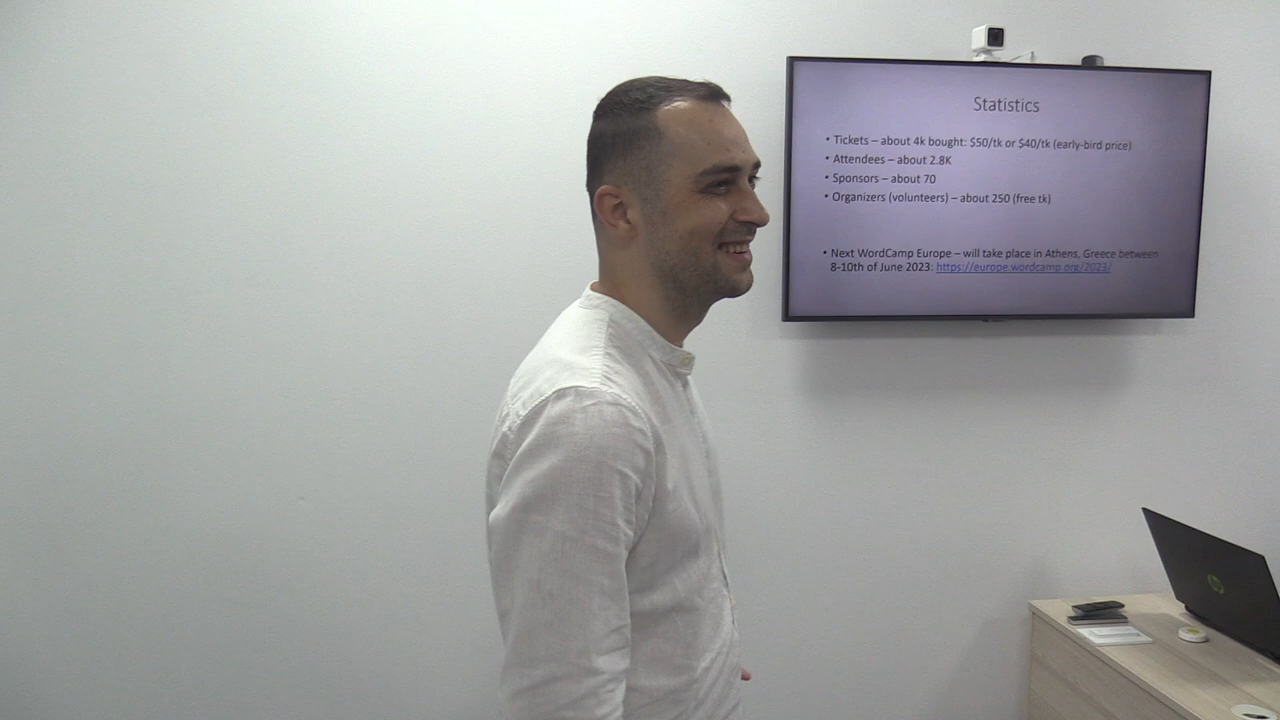 Statistics
• Tickets – about 4k bought: $50/tk or $40/tk (early-bird price)
• Attendees – about 2.8K
• Sponsors – about 70
• Organizers (volunteers) – about 250 (free tk)
• Next WordCamp Europe – will take place in Athens, Greece between
8-10th of June 2023: https://europe.wordcamp.org/2023/
hp